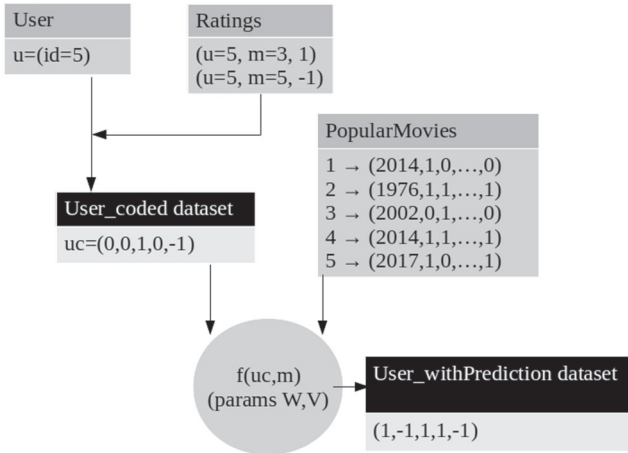 User
u=(id=5)
Ratings
(u=5, m=3, 1)
(u=5, m=5, -1)
PopularMovies
1 → (2014,1,0,…,0)
2 → (1976,1,1,…,1)
3 → (2002,0,1,…,0)
4 → (2014,1,1,…,1)
5 → (2017,1,0,…,1)
User_coded dataset
uc=(0,0,1,0,-1)
f(uc,m)
(params W,V)
User_withPrediction dataset
(1,-1,1,1,-1)